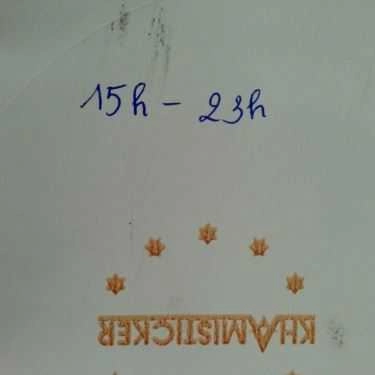 15h - 23h
KHAMISTICKER